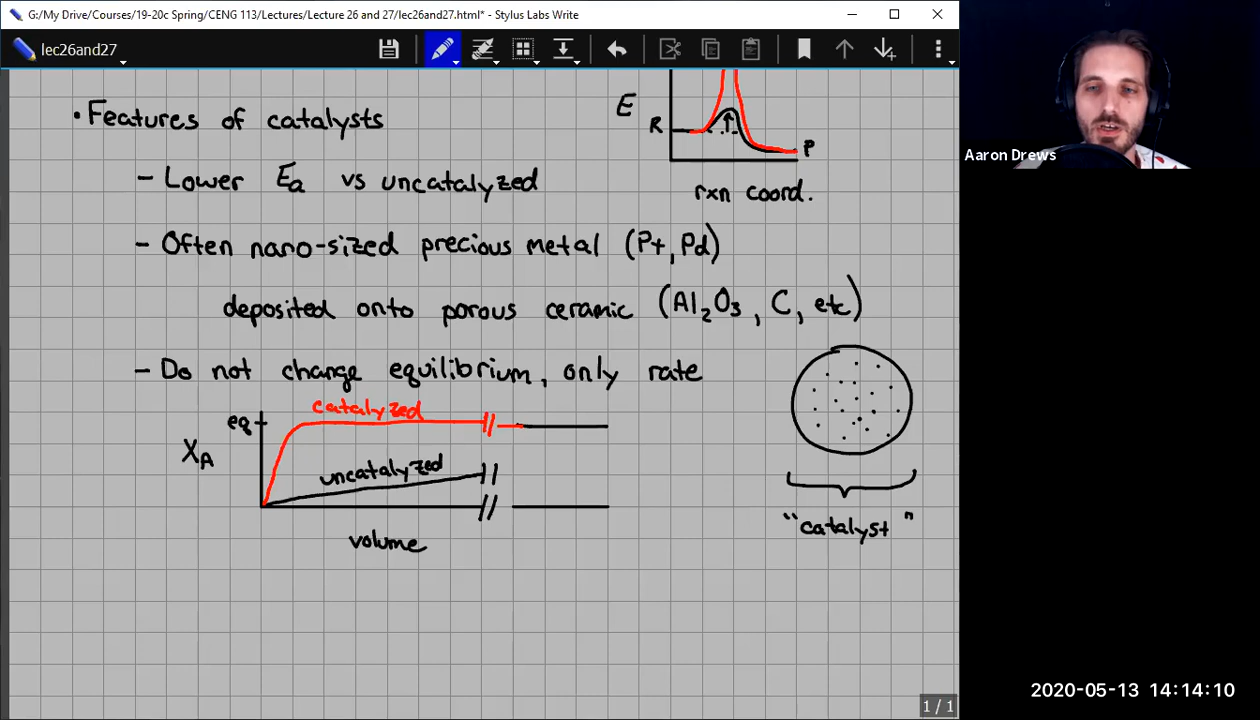 G:/My Drive/Courses/19-20c Spring/CENG 113/Lectures/Lecture 26 and 27/lec26and27.html* - Stylus Labs Write
lec26and27
Aaron Drews
• Features of catalysts
E
R
P
rxn coord.
- Lower Ea vs uncatalyzed
- Often nano-sized precious metal (Pt, Pd)
deposited onto porous ceramic (Al2O3, C, etc)
- Do not change equilibrium, only rate
catalyzed
eq
XA
uncatalyzed
volume
"catalyst"
1 / 1
2020-05-13 14:14:10